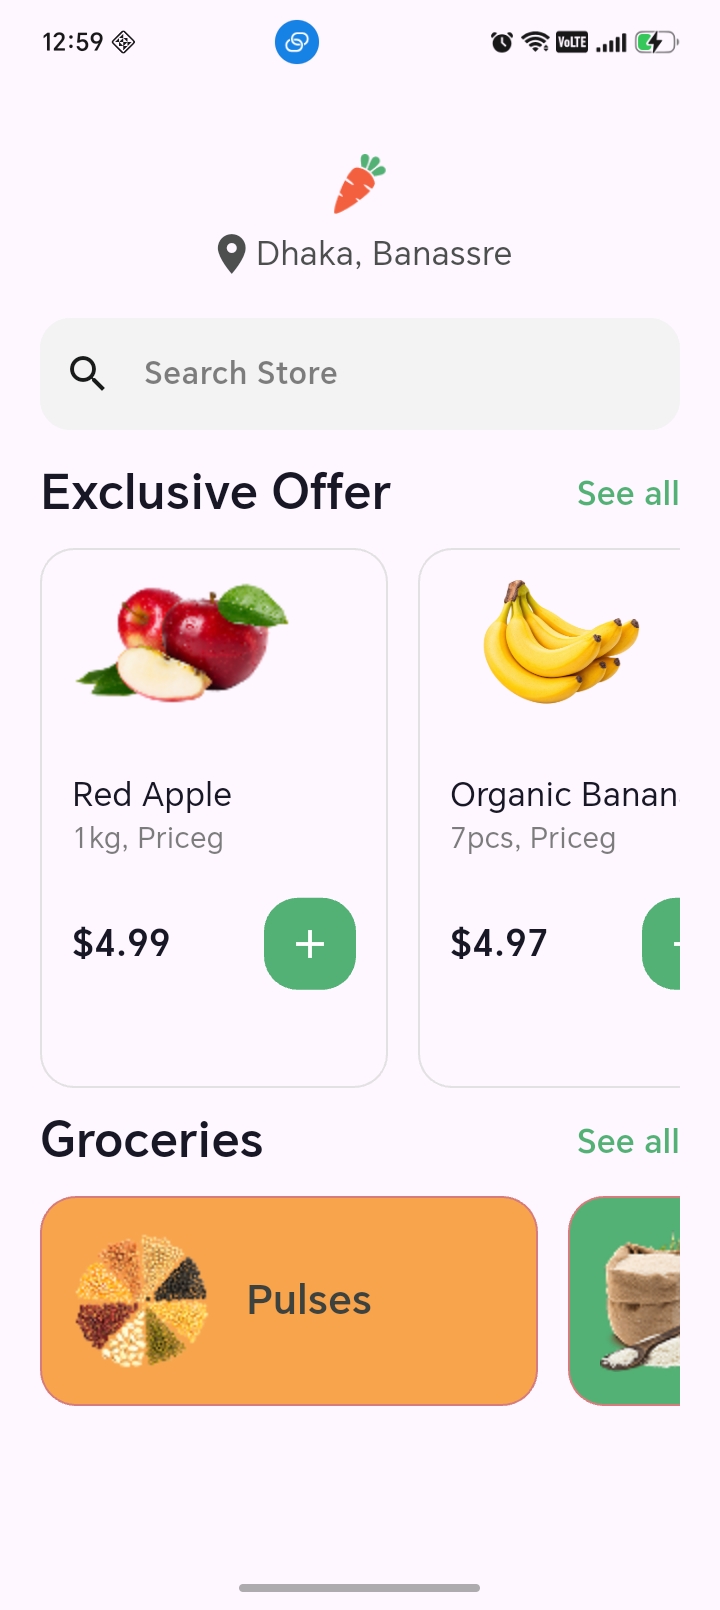 12:59
VoLTE
Dhaka, Banassre
Search Store
Exclusive Offer See all
Red Apple
1kg, Priceg
$4.99
Organic Banan
7pcs, Priceg
$4.97
Groceries See all
Pulses